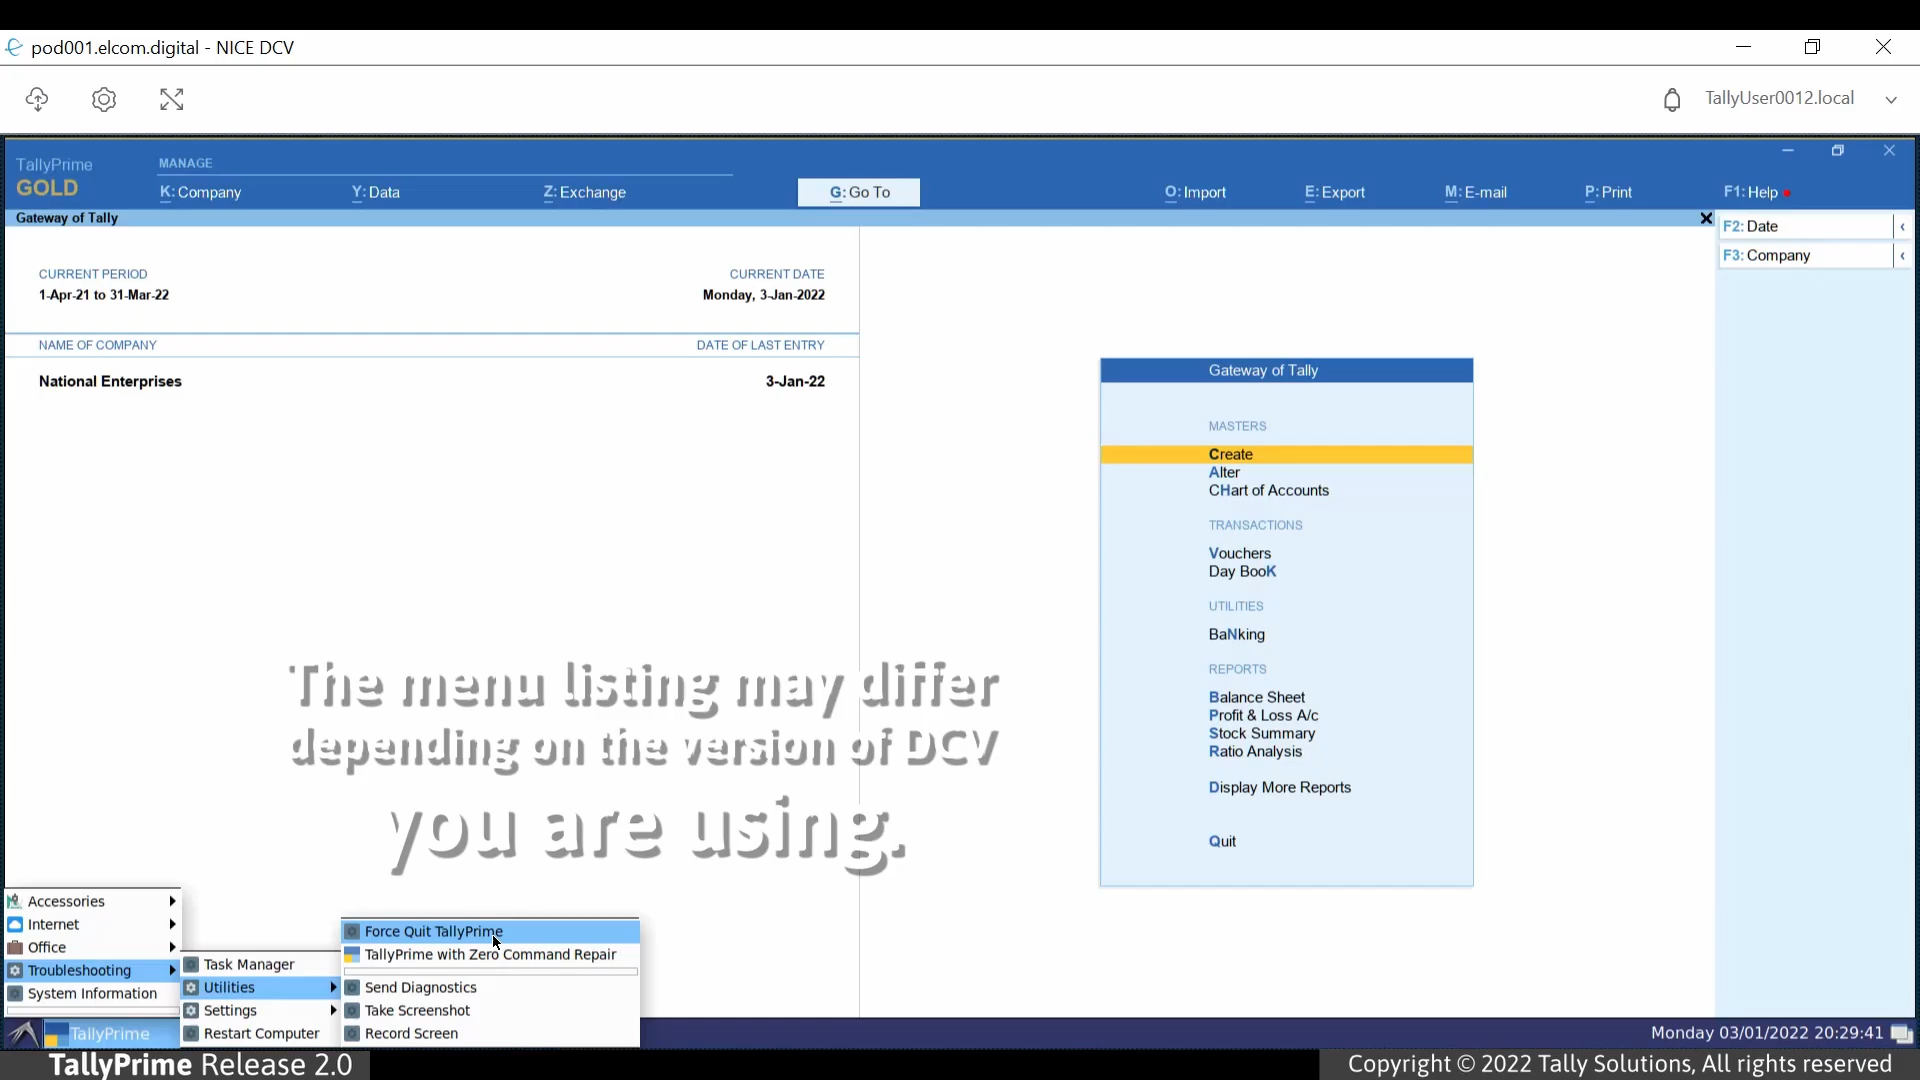 pod001.elcom.digital - NICE DCV
TallyUser0012.local
TallyPrime
GOLD
MANAGE
K: Company
Y: Data
Z: Exchange
G: Go To
O: Import
E: Export
M: E-mail
P: Print
F1: Help
Gateway of Tally
F2: Date
F3: Company
CURRENT PERIOD
CURRENT DATE
1-Apr-21 to 31-Mar-22
Monday, 3-Jan-2022
NAME OF COMPANY
DATE OF LAST ENTRY
National Enterprises
3-Jan-22
Gateway of Tally
MASTERS
Create
Alter
CHart of Accounts
TRANSACTIONS
Vouchers
Day BooK
UTILITIES
BaNking
REPORTS
Balance Sheet
Profit & Loss A/c
Stock Summary
Ratio Analysis
Display More Reports
Quit
The menu listing may differ
depending on the version of DCV
you are using.
Accessories
Internet
Office
Troubleshooting
System Information
Task Manager
Utilities
Settings
Restart Computer
Force Quit TallyPrime
TallyPrime with Zero Command Repair
Send Diagnostics
Take Screenshot
Record Screen
TallyPrime
Monday 03/01/2022 20:29:41
TallyPrime Release 2.0
Copyright © 2022 Tally Solutions, All rights reserved